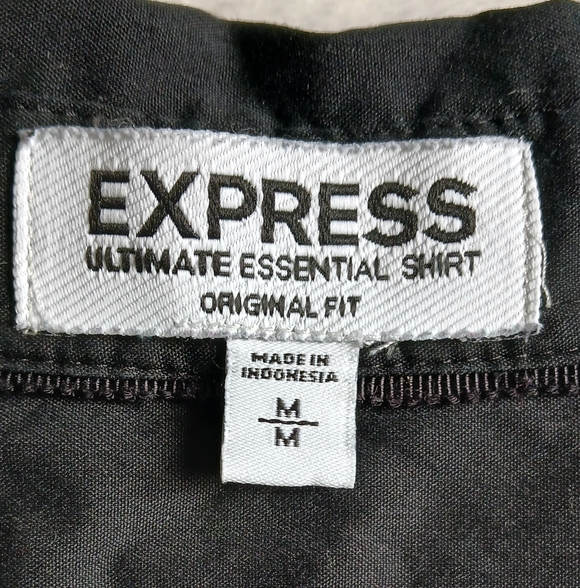 EXPRESS
ULTIMATE ESSENTIAL SHIRT
ORIGINAL FIT
MADE IN
INDONESIA
M
M